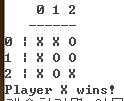 0 1 2
------
0 | X X O
1 | X O O
2 | X O X
Player X wins!